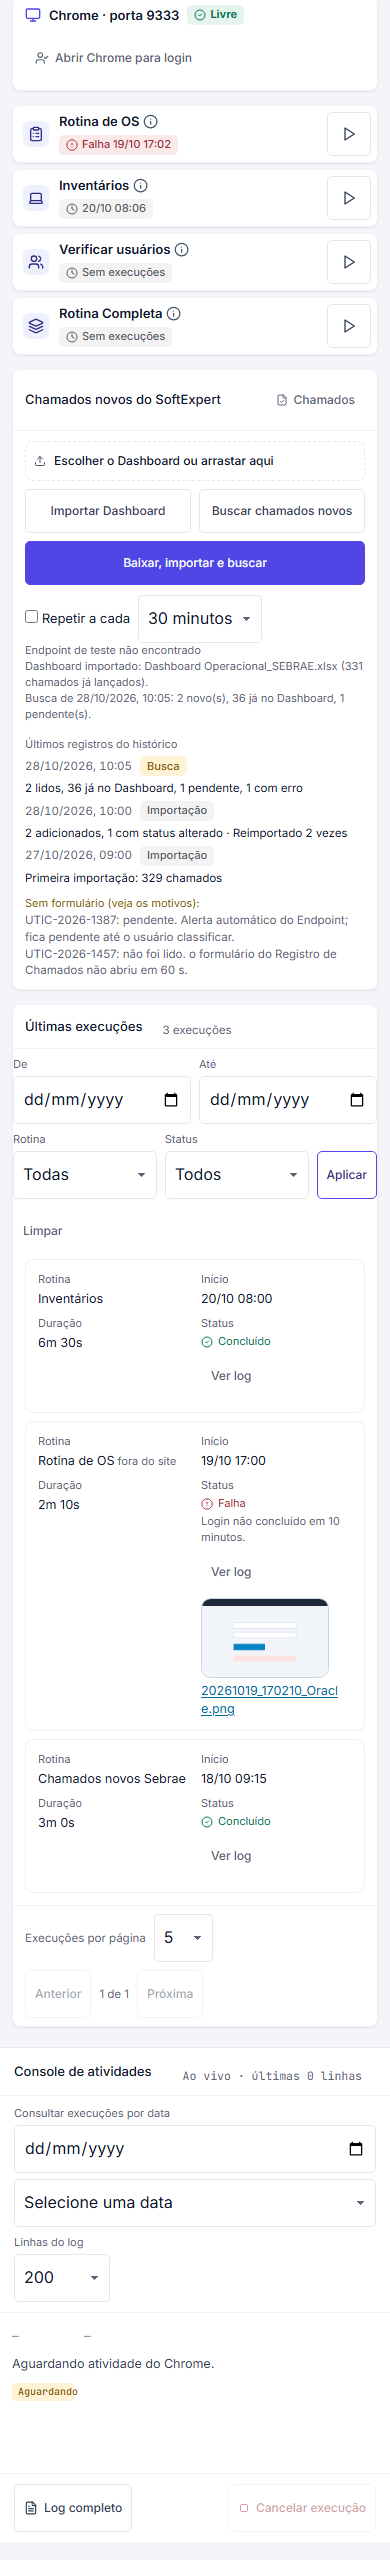 Chrome · porta 9333 Livre
Abrir Chrome para login
Rotina de OS
Falha 19/10 17:02
Inventários
20/10 08:06
Verificar usuários
Sem execuções
Rotina Completa
Sem execuções
Chamados novos do SoftExpert Chamados
Escolher o Dashboard ou arrastar aqui
Importar Dashboard Buscar chamados novos
Baixar, importar e buscar
Repetir a cada 30 minutos
Endpoint de teste não encontrado
Dashboard importado: Dashboard Operacional_SEBRAE.xlsx (331
chamados já lançados).
Busca de 28/10/2026, 10:05: 2 novo(s), 36 já no Dashboard, 1
pendente(s).
Últimos registros do histórico
28/10/2026, 10:05 Busca
2 lidos, 36 já no Dashboard, 1 pendente, 1 com erro
28/10/2026, 10:00 Importação
2 adicionados, 1 com status alterado · Reimportado 2 vezes
27/10/2026, 09:00 Importação
Primeira importação: 329 chamados
Sem formulário (veja os motivos):
UTIC-2026-1387: pendente. Alerta automático do Endpoint;
fica pendente até o usuário classificar.
UTIC-2026-1457: não foi lido. o formulário do Registro de
Chamados não abriu em 60 s.
Últimas execuções 3 execuções
De Até
dd/mm/yyyy dd/mm/yyyy
Rotina Status
Todas Todos Aplicar
Limpar
Rotina Início
Inventários 20/10 08:00
Duração Status
6m 30s Concluído
Ver log
Rotina Início
Rotina de OS fora do site 19/10 17:00
Duração Status
2m 10s Falha
Login não concluído em 10
minutos.
Ver log
20261019_170210_Oracl
e.png
Rotina Início
Chamados novos Sebrae 18/10 09:15
Duração Status
3m 0s Concluído
Ver log
Execuções por página 5
Anterior 1 de 1 Próxima
Console de atividades Ao vivo · últimas 0 linhas
Consultar execuções por data
dd/mm/yyyy
Selecione uma data
Linhas do log
200
— —
Aguardando atividade do Chrome.
Aguardando
Log completo Cancelar execução